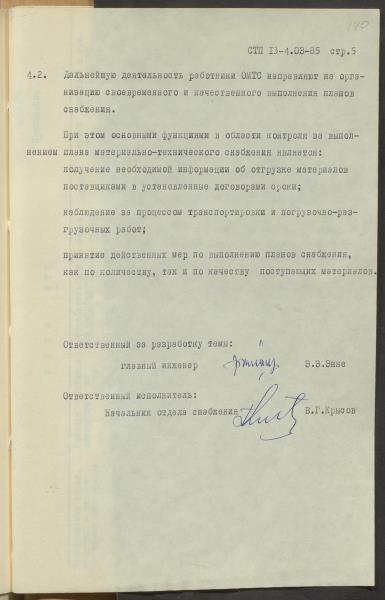 140
СТП 13-4.03-85 стр.5
4.2. Дальнейшую деятельность работники ОМТС направляют на орга-
низацию своевременного и качественного выполнения планов
снабжения.
При этом основными функциями в области контроля за выпол-
нением плана материально-технического снабжения является:
получение необходимой информации об отгрузке материалов
поставщиками в установленные договорами сроки;
наблюдение за процессом транспортировки и погрузочно-раз-
грузочных работ;
принятие действенных мер по выполнению планов снабжения,
как по количеству, так и по качеству поступающих материалов.
Ответственный за разработку темы:
главный инженер Э.Э.Энне
Ответственный исполнитель:
Начальник отдела снабжения В.Г.Крысов